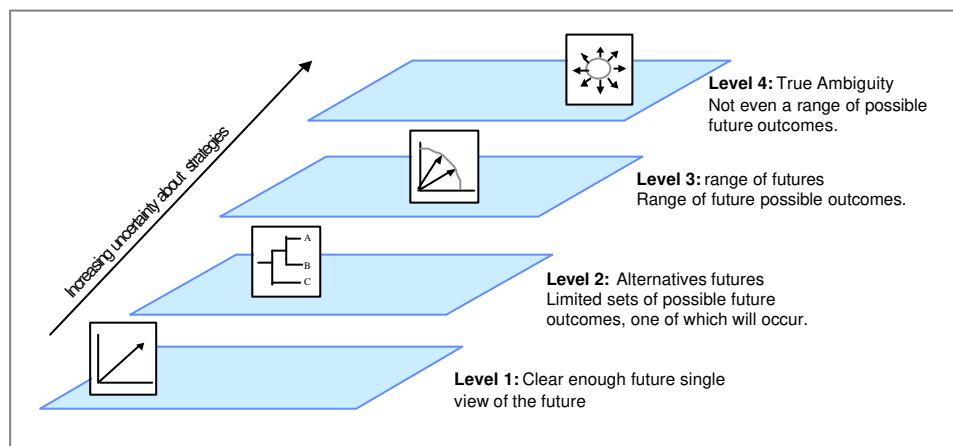 Level 4: True Ambiguity
Not even a range of possible
future outcomes.
Increasing uncertainty about strategies
Level 3: range of futures
Range of future possible outcomes.
A
B
C
Level 2: Alternatives futures
Limited sets of possible future
outcomes, one of which will occur.
Level 1: Clear enough future single
view of the future